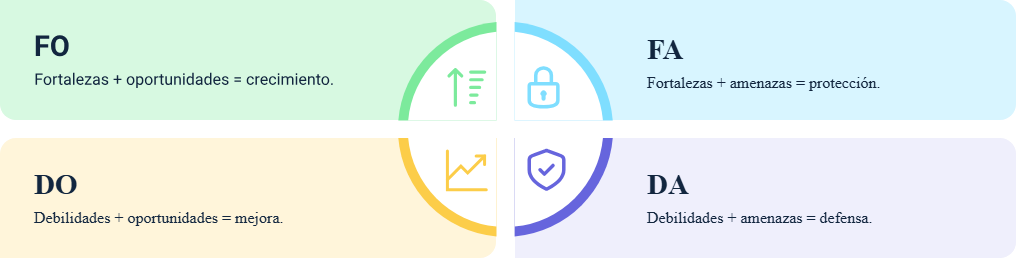 FO
Fortalezas + oportunidades = crecimiento.
FA
Fortalezas + amenazas = protección.
DO
Debilidades + oportunidades = mejora.
DA
Debilidades + amenazas = defensa.